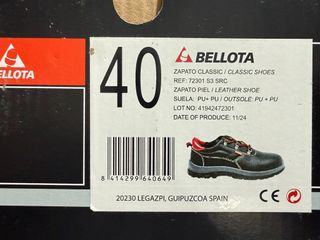 BELLOTA
40
BELLOTA
ZAPATO CLASSIC / CLASSIC SHOES
REF: 72301 S3 SRC
ZAPATO PIEL / LEATHER SHOE
SUELA: PU+ PU / OUTSOLE: PU + PU
LOT NO: 41942472301
DATE OF PRODUCE: 11/24
8 414299 640649
20230 LEGAZPI, GUIPUZCOA SPAIN
CE